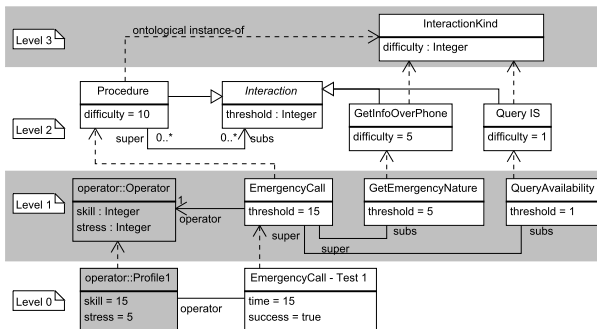 InteractionKind
ontological instance-of
Level 3
difficulty : Integer
Procedure
Interaction
difficulty = 10
threshold : Integer
GetInfoOverPhone
Query IS
Level 2
super
0..*
0..*
subs
difficulty = 5
difficulty = 1
operator::Operator
EmergencyCall
GetEmergencyNature
QueryAvailability
1
Level 1
skill : Integer
stress : Integer
threshold = 15
threshold = 5
threshold = 1
operator
super
subs
subs
super
operator::Profile1
EmergencyCall - Test 1
Level 0
skill = 15
stress = 5
operator
time = 15
success = true